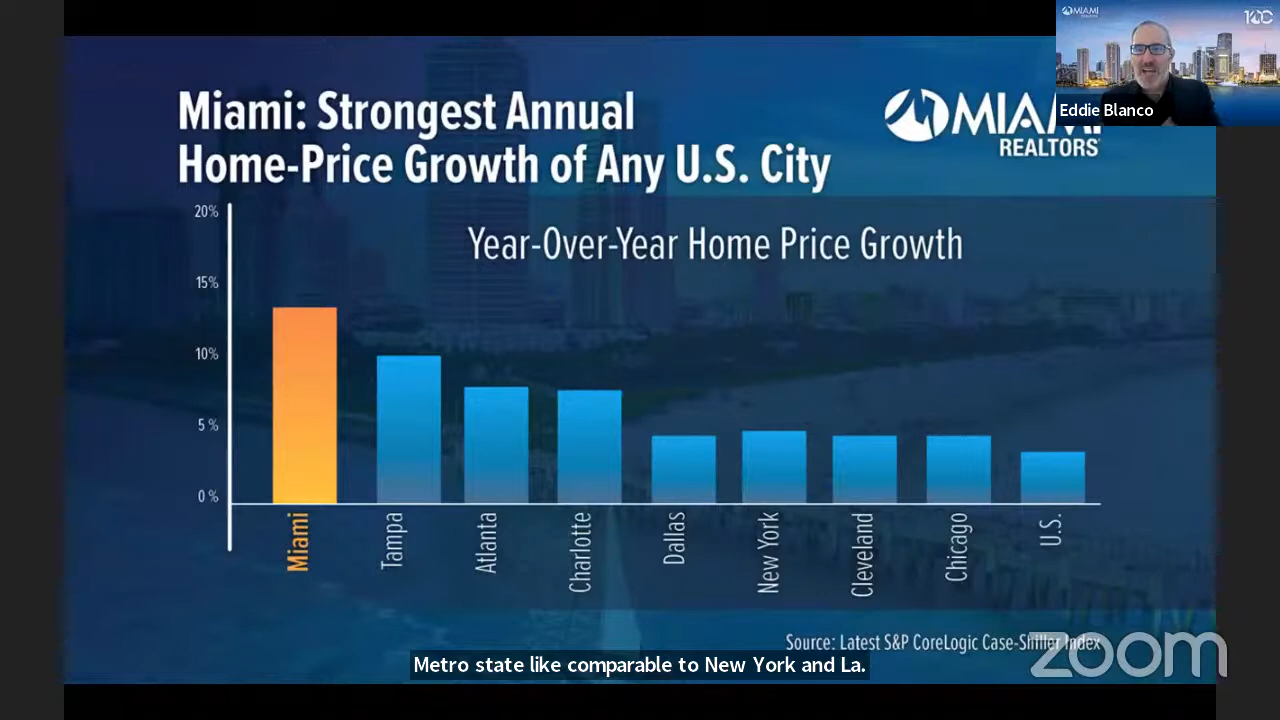 MIAMI
100
Eddie Blanco
Miami: Strongest Annual
Home-Price Growth of Any U.S. City
MIAMI
REALTORS®
Year-Over-Year Home Price Growth
20%
15%
10%
5 %
0 %
Miami
Tampa
Atlanta
Charlotte
Dallas
New York
Cleveland
Chicago
U.S.
Source: Latest S&P CoreLogic Case-Shiller Index
zoom
Metro state like comparable to New York and La.